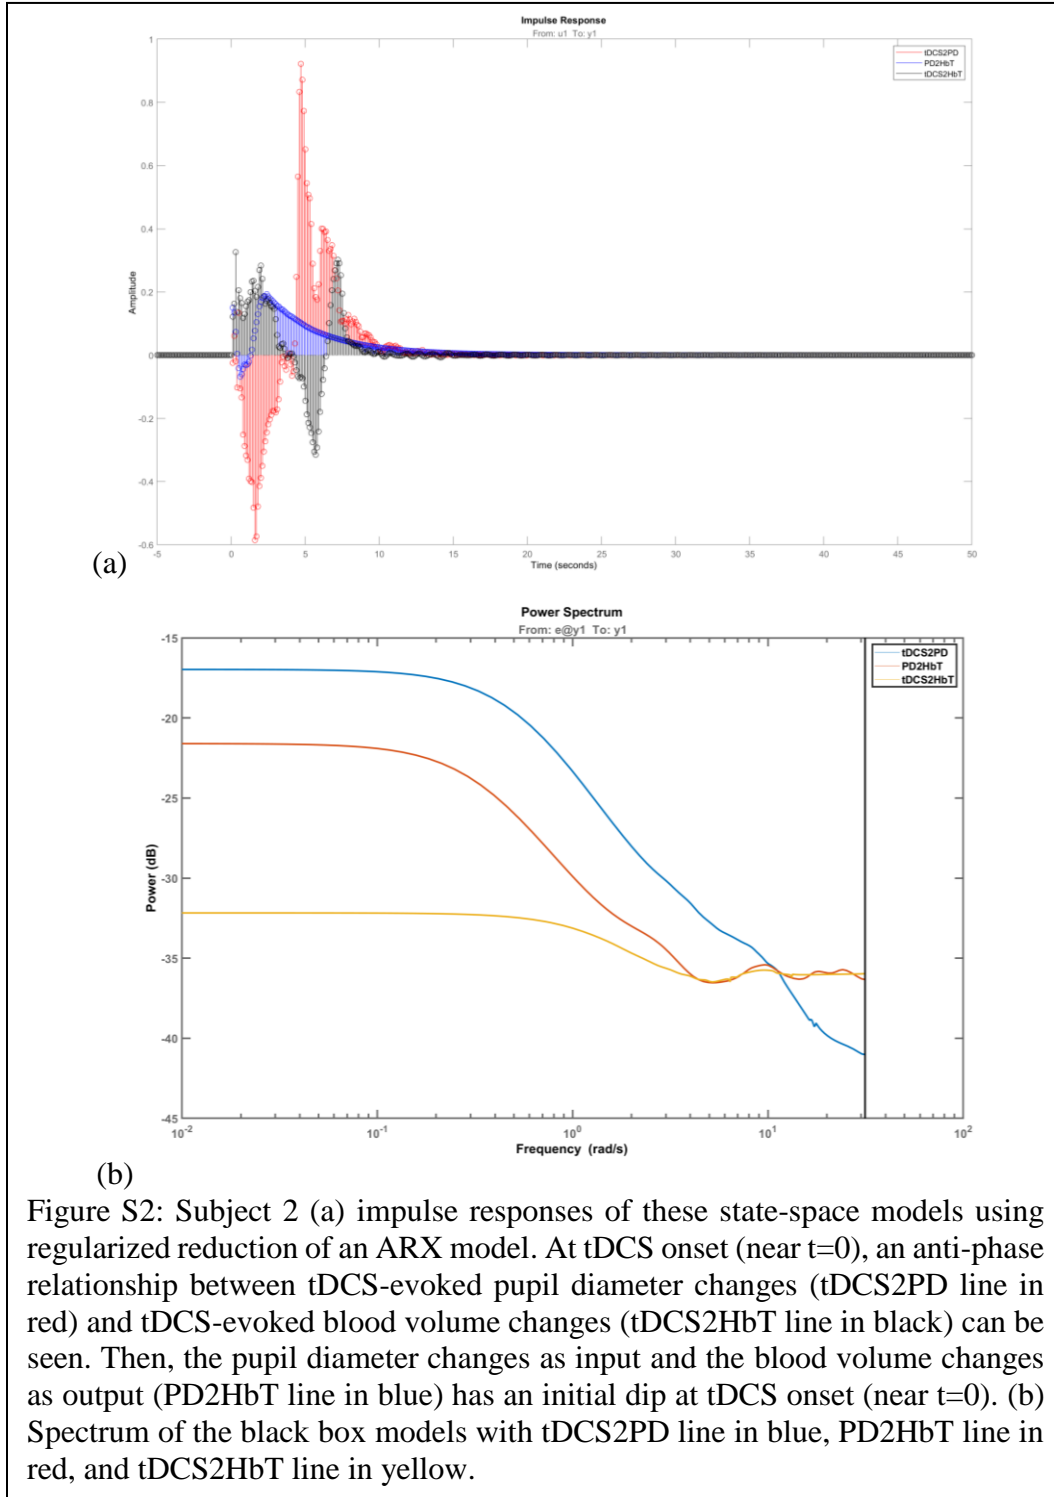 Impulse Response
From: u1 To: y1
1
0.8
0.6
0.4
0.2
0
-0.2
-0.4
-0.6
Amplitude
tDCS2PD
PD2HbT
tDCS2HbT
-5 0 5 10 15 20 25 30 35 40 45 50
Time (seconds)
(a)
Power Spectrum
From: e@y1 To: y1
-15
-20
-25
-30
-35
-40
-45
Power (dB)
tDCS2PD
PD2HbT
tDCS2HbT
10-2 10-1 100 101 102
Frequency (rad/s)
(b)
Figure S2: Subject 2 (a) impulse responses of these state-space models using
regularized reduction of an ARX model. At tDCS onset (near t=0), an anti-phase
relationship between tDCS-evoked pupil diameter changes (tDCS2PD line in
red) and tDCS-evoked blood volume changes (tDCS2HbT line in black) can be
seen. Then, the pupil diameter changes as input and the blood volume changes
as output (PD2HbT line in blue) has an initial dip at tDCS onset (near t=0). (b)
Spectrum of the black box models with tDCS2PD line in blue, PD2HbT line in
red, and tDCS2HbT line in yellow.